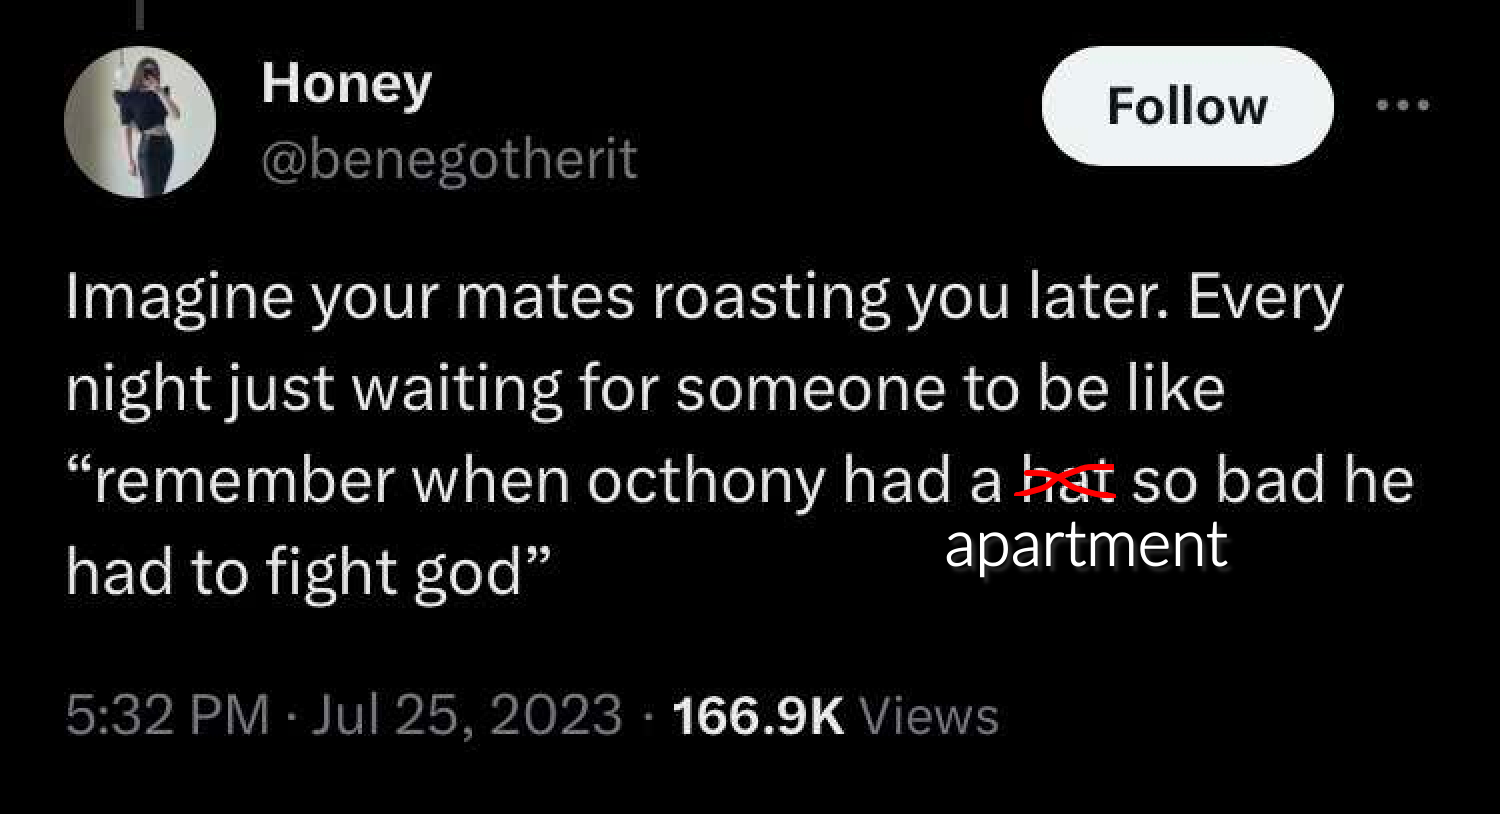 Honey
@benegotherit
Follow
Imagine your mates roasting you later. Every
night just waiting for someone to be like
“remember when octhony had a hat so bad he
apartment
had to fight god”
5:32 PM · Jul 25, 2023 · 166.9K Views